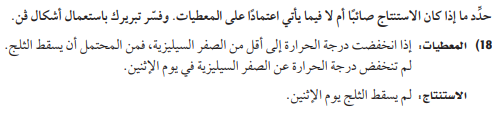 حدِّد ما إذا كان الاستنتاج صائبًا أم لا فيما يأتي اعتمادًا على المعطيات. وفسّر تبريرك باستعمال أشكال ڤن.
18) المعطيات: إذا انخفضت درجة الحرارة إلى أقل من الصفر السيليزية، فمن المحتمل أن يسقط الثلج.
لم تنخفض درجة الحرارة عن الصفر السيليزية في يوم الإثنين.
الاستنتاج: لم يسقط الثلج يوم الإثنين.